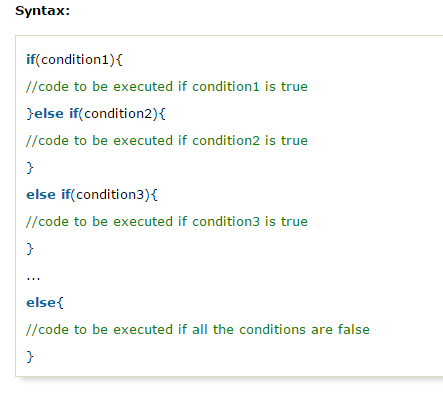 Syntax:
if(condition1){
//code to be executed if condition1 is true
}else if(condition2){
//code to be executed if condition2 is true
}
else if(condition3){
//code to be executed if condition3 is true
}
...
else{
//code to be executed if all the conditions are false
}